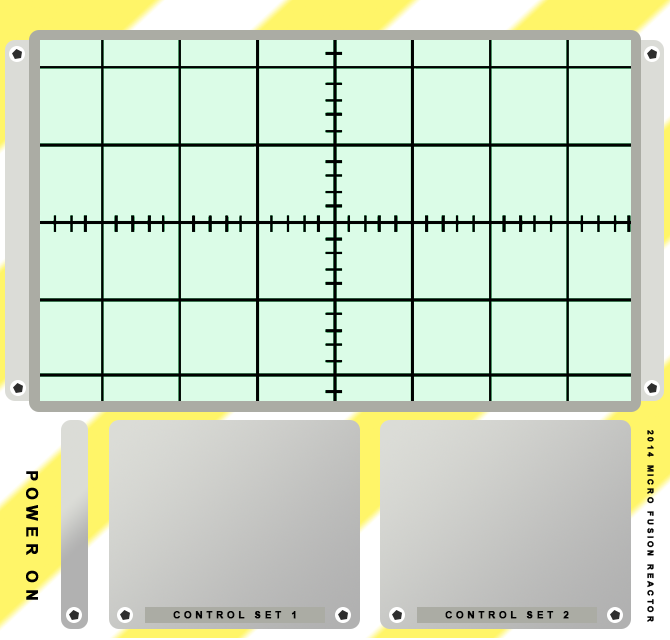 POWER ON
CONTROL SET 1
CONTROL SET 2
2014 MICRO FUSION REACTOR